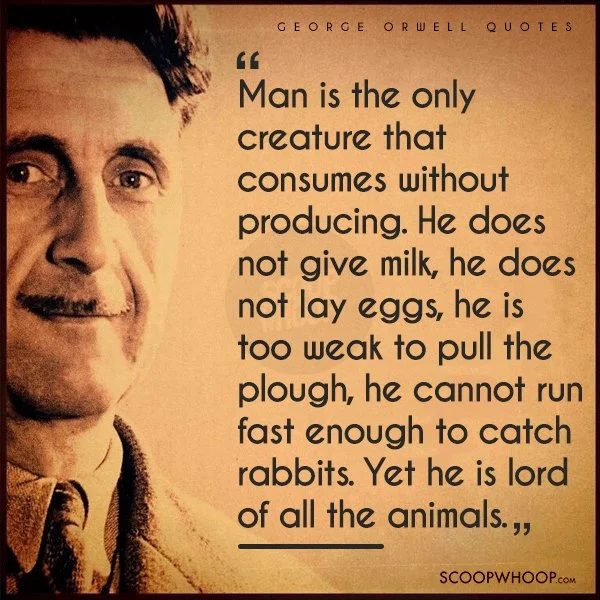 GEORGE ORWELL QUOTES
“
Man is the only
creature that
consumes without
producing. He does
not give milk, he does
not lay eggs, he is
too weak to pull the
plough, he cannot run
fast enough to catch
rabbits. Yet he is lord
of all the animals.„
SCOOPWHOOP.COM